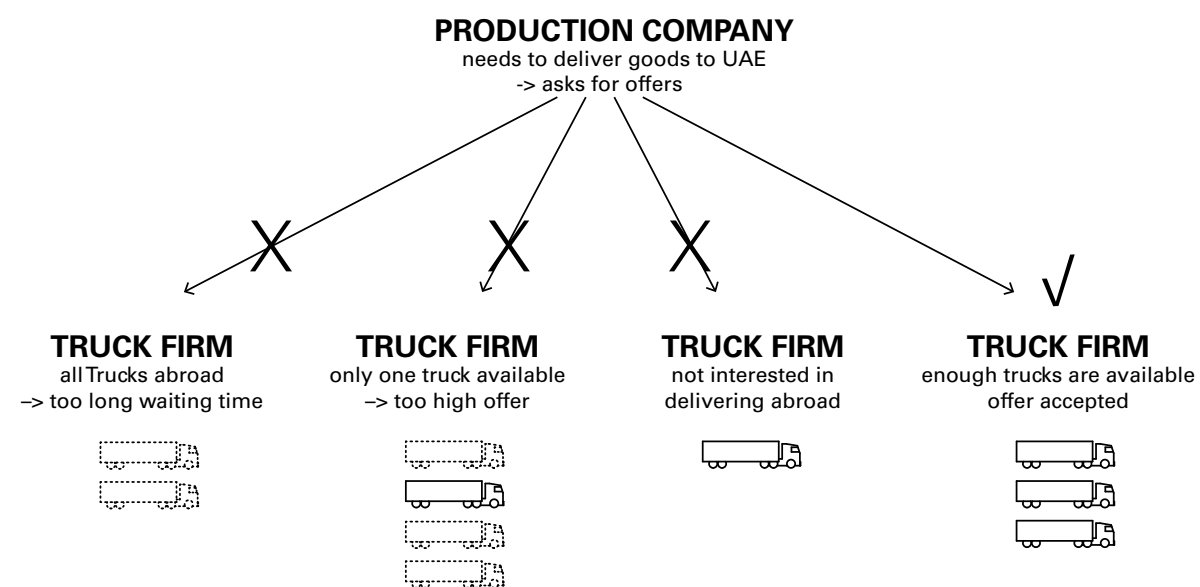 PRODUCTION COMPANY
needs to deliver goods to UAE
-> asks for offers
X
X
X
√
TRUCK FIRM
all Trucks abroad
–> too long waiting time
TRUCK FIRM
only one truck available
–> too high offer
TRUCK FIRM
not interested in
delivering abroad
TRUCK FIRM
enough trucks are available
offer accepted